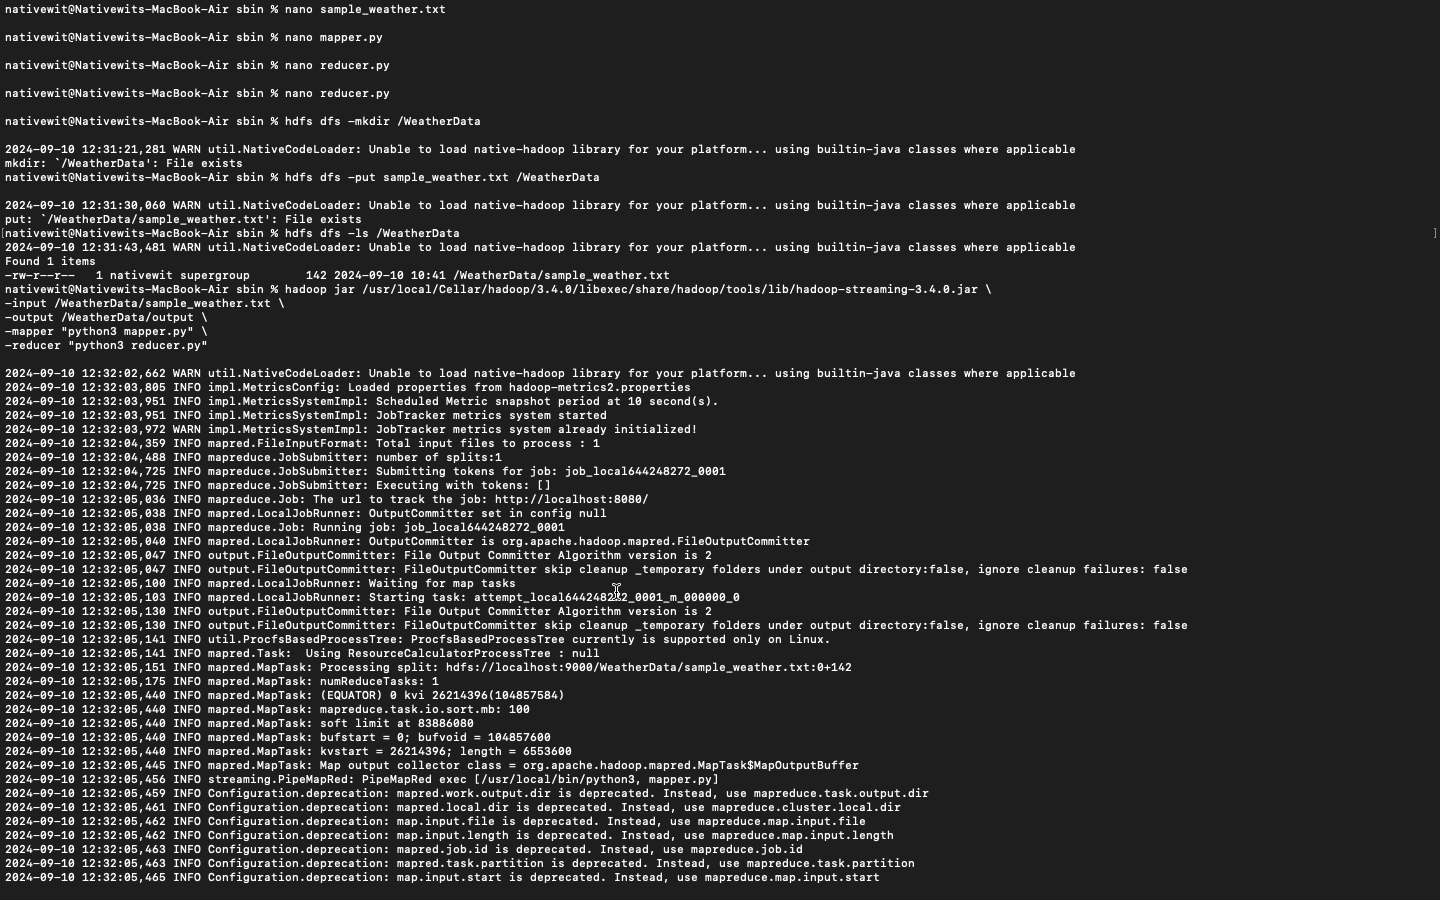 nativewit@Nativewits-MacBook-Air sbin % nano sample_weather.txt
nativewit@Nativewits-MacBook-Air sbin % nano mapper.py
nativewit@Nativewits-MacBook-Air sbin % nano reducer.py
nativewit@Nativewits-MacBook-Air sbin % nano reducer.py
nativewit@Nativewits-MacBook-Air sbin % hdfs dfs -mkdir /WeatherData
2024-09-10 12:31:21,281 WARN util.NativeCodeLoader: Unable to load native-hadoop library for your platform... using builtin-java classes where applicable
mkdir: `/WeatherData': File exists
nativewit@Nativewits-MacBook-Air sbin % hdfs dfs -put sample_weather.txt /WeatherData
2024-09-10 12:31:30,060 WARN util.NativeCodeLoader: Unable to load native-hadoop library for your platform... using builtin-java classes where applicable
put: `/WeatherData/sample_weather.txt': File exists
[nativewit@Nativewits-MacBook-Air sbin % hdfs dfs -ls /WeatherData ]
2024-09-10 12:31:43,481 WARN util.NativeCodeLoader: Unable to load native-hadoop library for your platform... using builtin-java classes where applicable
Found 1 items
-rw-r--r--   1 nativewit supergroup        142 2024-09-10 10:41 /WeatherData/sample_weather.txt
nativewit@Nativewits-MacBook-Air sbin % hadoop jar /usr/local/Cellar/hadoop/3.4.0/libexec/share/hadoop/tools/lib/hadoop-streaming-3.4.0.jar \
-input /WeatherData/sample_weather.txt \
-output /WeatherData/output \
-mapper "python3 mapper.py" \
-reducer "python3 reducer.py"
2024-09-10 12:32:02,662 WARN util.NativeCodeLoader: Unable to load native-hadoop library for your platform... using builtin-java classes where applicable
2024-09-10 12:32:03,805 INFO impl.MetricsConfig: Loaded properties from hadoop-metrics2.properties
2024-09-10 12:32:03,951 INFO impl.MetricsSystemImpl: Scheduled Metric snapshot period at 10 second(s).
2024-09-10 12:32:03,951 INFO impl.MetricsSystemImpl: JobTracker metrics system started
2024-09-10 12:32:03,972 WARN impl.MetricsSystemImpl: JobTracker metrics system already initialized!
2024-09-10 12:32:04,359 INFO mapred.FileInputFormat: Total input files to process : 1
2024-09-10 12:32:04,488 INFO mapreduce.JobSubmitter: number of splits:1
2024-09-10 12:32:04,725 INFO mapreduce.JobSubmitter: Submitting tokens for job: job_local644248272_0001
2024-09-10 12:32:04,725 INFO mapreduce.JobSubmitter: Executing with tokens: []
2024-09-10 12:32:05,036 INFO mapreduce.Job: The url to track the job: http://localhost:8080/
2024-09-10 12:32:05,038 INFO mapred.LocalJobRunner: OutputCommitter set in config null
2024-09-10 12:32:05,038 INFO mapreduce.Job: Running job: job_local644248272_0001
2024-09-10 12:32:05,040 INFO mapred.LocalJobRunner: OutputCommitter is org.apache.hadoop.mapred.FileOutputCommitter
2024-09-10 12:32:05,047 INFO output.FileOutputCommitter: File Output Committer Algorithm version is 2
2024-09-10 12:32:05,047 INFO output.FileOutputCommitter: FileOutputCommitter skip cleanup _temporary folders under output directory:false, ignore cleanup failures: false
2024-09-10 12:32:05,100 INFO mapred.LocalJobRunner: Waiting for map tasks
2024-09-10 12:32:05,103 INFO mapred.LocalJobRunner: Starting task: attempt_local644248272_0001_m_000000_0
2024-09-10 12:32:05,130 INFO output.FileOutputCommitter: File Output Committer Algorithm version is 2
2024-09-10 12:32:05,130 INFO output.FileOutputCommitter: FileOutputCommitter skip cleanup _temporary folders under output directory:false, ignore cleanup failures: false
2024-09-10 12:32:05,141 INFO util.ProcfsBasedProcessTree: ProcfsBasedProcessTree currently is supported only on Linux.
2024-09-10 12:32:05,141 INFO mapred.Task:  Using ResourceCalculatorProcessTree : null
2024-09-10 12:32:05,151 INFO mapred.MapTask: Processing split: hdfs://localhost:9000/WeatherData/sample_weather.txt:0+142
2024-09-10 12:32:05,175 INFO mapred.MapTask: numReduceTasks: 1
2024-09-10 12:32:05,440 INFO mapred.MapTask: (EQUATOR) 0 kvi 26214396(104857584)
2024-09-10 12:32:05,440 INFO mapred.MapTask: mapreduce.task.io.sort.mb: 100
2024-09-10 12:32:05,440 INFO mapred.MapTask: soft limit at 83886080
2024-09-10 12:32:05,440 INFO mapred.MapTask: bufstart = 0; bufvoid = 104857600
2024-09-10 12:32:05,440 INFO mapred.MapTask: kvstart = 26214396; length = 6553600
2024-09-10 12:32:05,445 INFO mapred.MapTask: Map output collector class = org.apache.hadoop.mapred.MapTask$MapOutputBuffer
2024-09-10 12:32:05,456 INFO streaming.PipeMapRed: PipeMapRed exec [/usr/local/bin/python3, mapper.py]
2024-09-10 12:32:05,459 INFO Configuration.deprecation: mapred.work.output.dir is deprecated. Instead, use mapreduce.task.output.dir
2024-09-10 12:32:05,461 INFO Configuration.deprecation: mapred.local.dir is deprecated. Instead, use mapreduce.cluster.local.dir
2024-09-10 12:32:05,462 INFO Configuration.deprecation: map.input.file is deprecated. Instead, use mapreduce.map.input.file
2024-09-10 12:32:05,462 INFO Configuration.deprecation: map.input.length is deprecated. Instead, use mapreduce.map.input.length
2024-09-10 12:32:05,463 INFO Configuration.deprecation: mapred.job.id is deprecated. Instead, use mapreduce.job.id
2024-09-10 12:32:05,463 INFO Configuration.deprecation: mapred.task.partition is deprecated. Instead, use mapreduce.task.partition
2024-09-10 12:32:05,465 INFO Configuration.deprecation: map.input.start is deprecated. Instead, use mapreduce.map.input.start